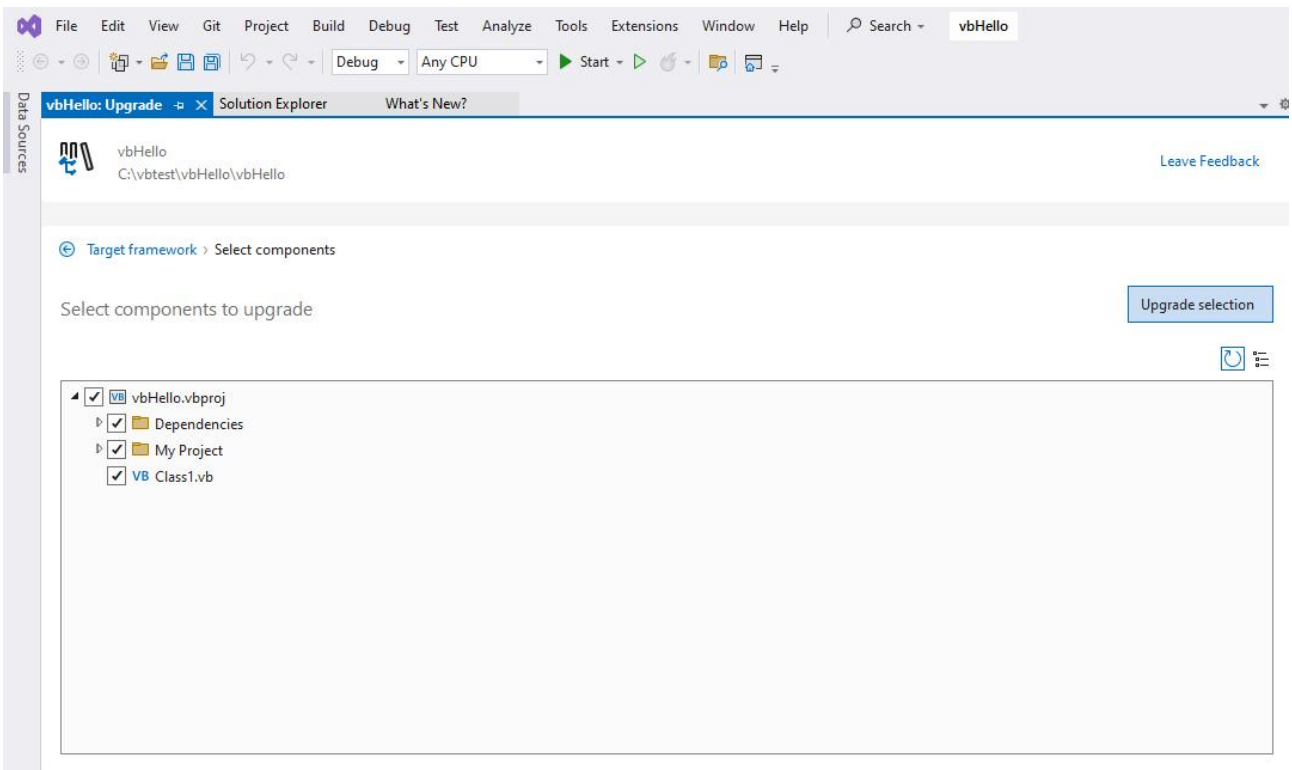 File Edit View Git Project Build Debug Test Analyze Tools Extensions Window Help Search vbHello
Debug Any CPU Start
Data Sources
vbHello: Upgrade Solution Explorer What's New?
vbHello
C:\vbtest\vbHello\vbHello
Leave Feedback
Target framework > Select components
Select components to upgrade
Upgrade selection
VB vbHello.vbproj
Dependencies
My Project
VB Class1.vb